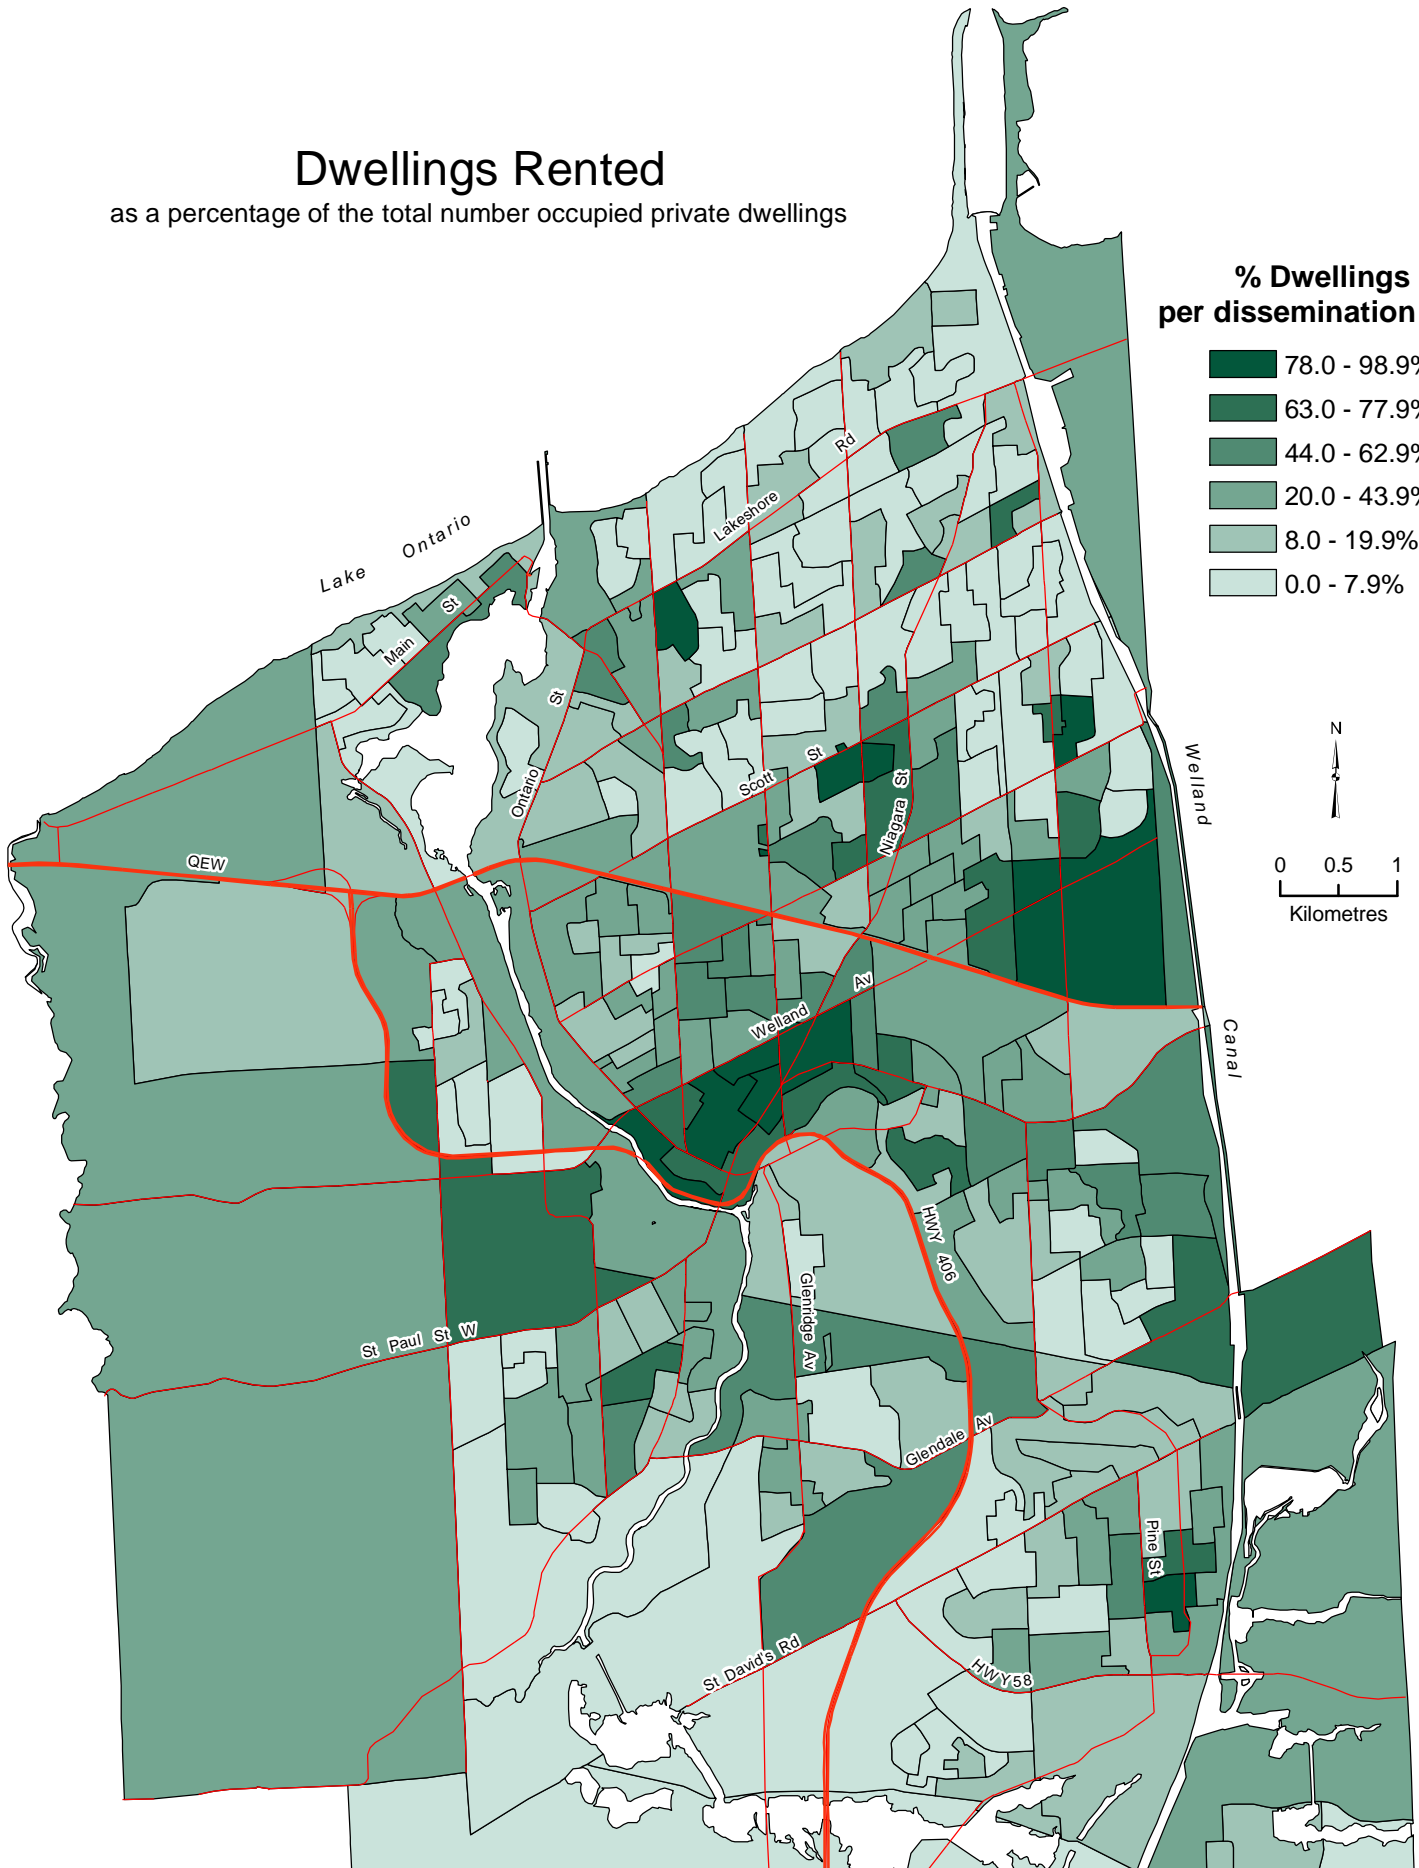 Dwellings Rented
as a percentage of the total number occupied private dwellings
% Dwellings
per dissemination
78.0 - 98.9%
63.0 - 77.9%
44.0 - 62.9%
20.0 - 43.9%
8.0 - 19.9%
0.0 - 7.9%
N
0 0.5 1
Kilometres
Lake Ontario
Main St
Lakeshore Rd
Ontario St
Scott St
Niagara St
Welland Canal
QEW
Welland Av
HWY 406
Glenridge Av
St Paul St W
Glendale Av
Pine St
St David's Rd
HWY58